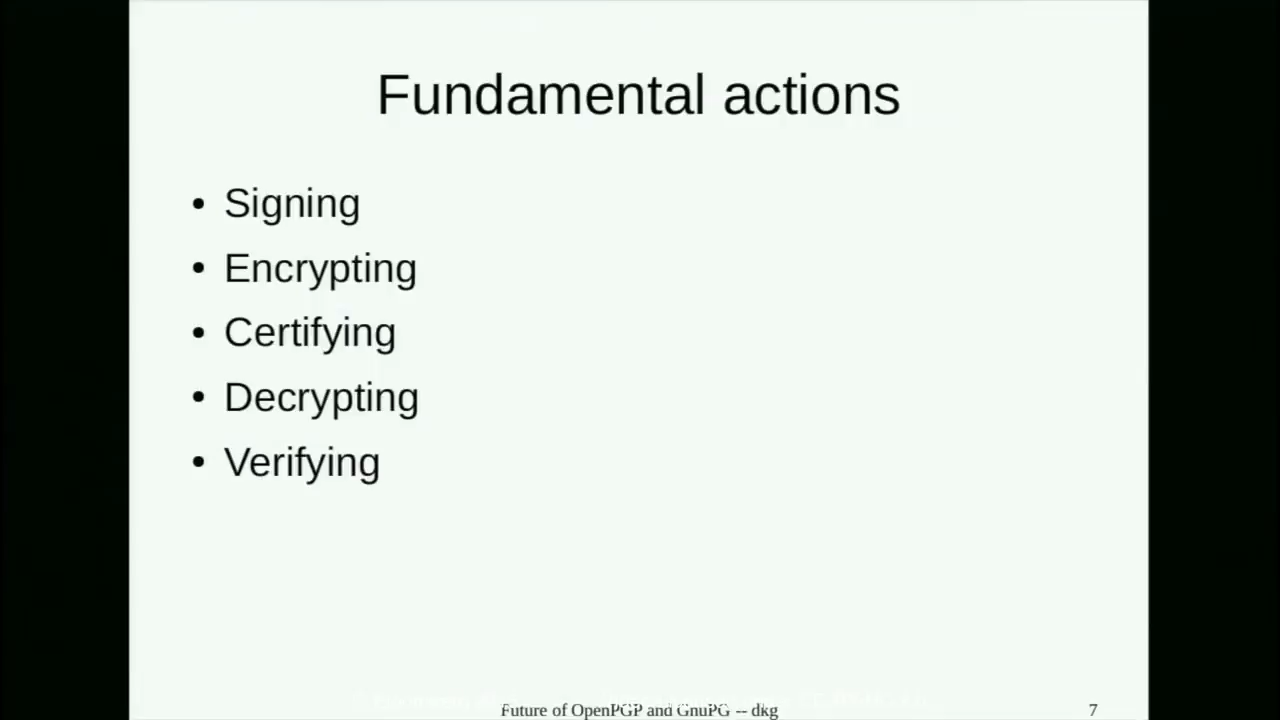 Fundamental actions
• Signing
• Encrypting
• Certifying
• Decrypting
• Verifying
Future of OpenPGP and GnuPG -- dkg
7